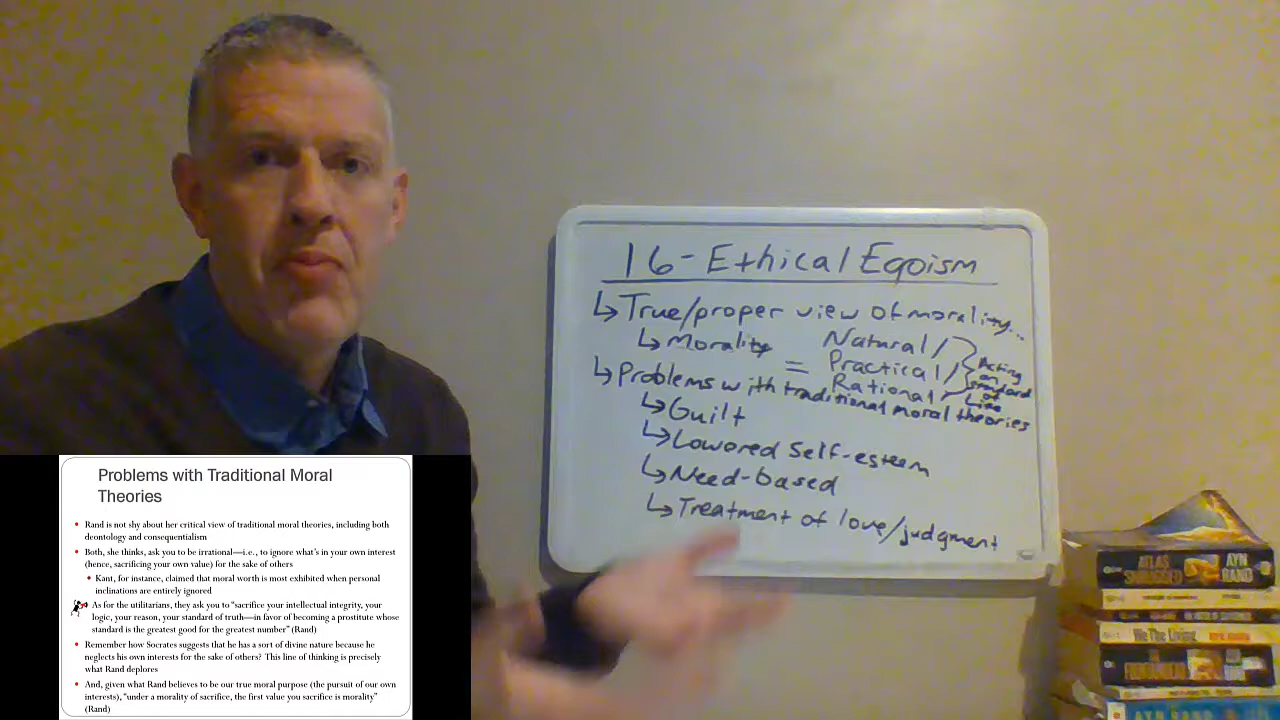 16-Ethical Egoism
↳True/proper view of morality...
↳Morality = Natural/
Practical/
Rational
Acting on standard of Life
↳Problems with traditional moral theories
↳Guilt
↳Lowered self-esteem
↳Need-based
↳Treatment of love/judgment
Problems with Traditional Moral
Theories
• Rand is not shy about her critical view of traditional moral theories, including both
deontology and consequentialism
• Both, she thinks, ask you to be irrational—i.e., to ignore what's in your own interest
(hence, sacrificing your own value) for the sake of others
• Kant, for instance, claimed that moral worth is most exhibited when personal
inclinations are entirely ignored
As for the utilitarians, they ask you to “sacrifice your intellectual integrity, your
logic, your reason, your standard of truth—in favor of becoming a prostitute whose
standard is the greatest good for the greatest number” (Rand)
• Remember how Socrates suggests that he has a sort of divine nature because he
neglects his own interests for the sake of others? This line of thinking is precisely
what Rand deplores
• And, given what Rand believes to be our true moral purpose (the pursuit of our own
interests), “under a morality of sacrifice, the first value you sacrifice is morality”
(Rand)
ATLAS SHRUGGED AYN RAND
We The Living